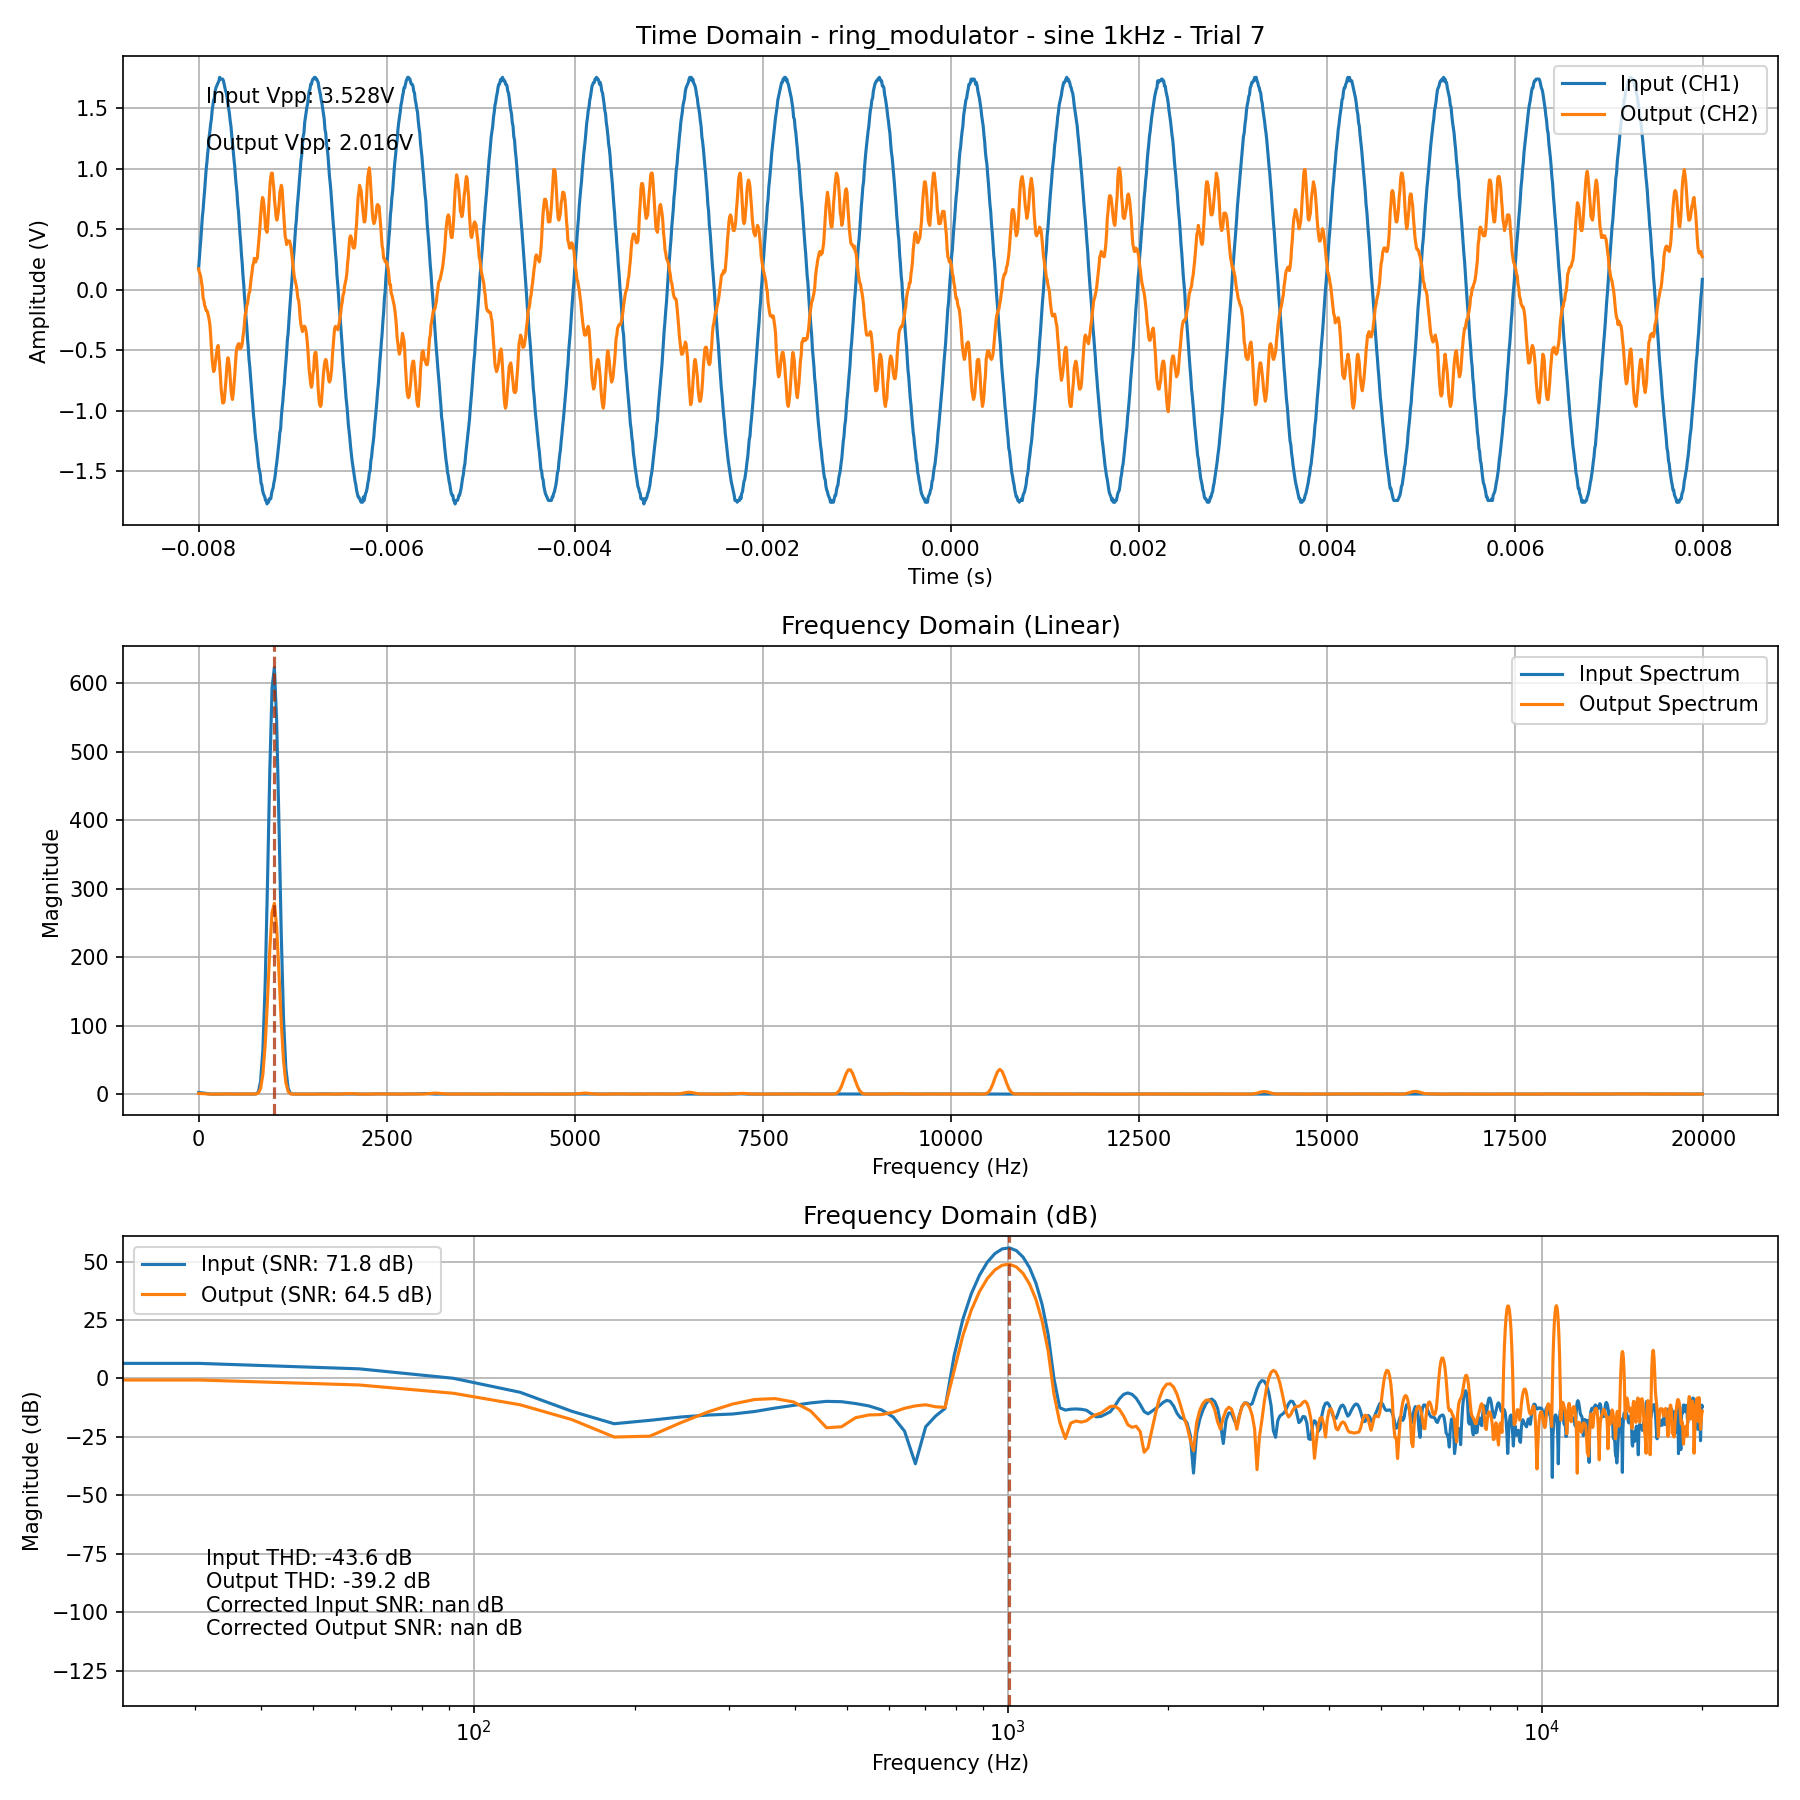 Time Domain - ring_modulator - sine 1kHz - Trial 7
Input Vpp: 3.528V
Output Vpp: 2.016V
Input (CH1)
Output (CH2)
Amplitude (V)
1.5
1.0
0.5
0.0
−0.5
−1.0
−1.5
−0.008 −0.006 −0.004 −0.002 0.000 0.002 0.004 0.006 0.008
Time (s)
Frequency Domain (Linear)
Input Spectrum
Output Spectrum
Magnitude
600
500
400
300
200
100
0
0 2500 5000 7500 10000 12500 15000 17500 20000
Frequency (Hz)
Frequency Domain (dB)
Input (SNR: 71.8 dB)
Output (SNR: 64.5 dB)
Magnitude (dB)
50
25
0
−25
−50
−75
−100
−125
Input THD: -43.6 dB
Output THD: -39.2 dB
Corrected Input SNR: nan dB
Corrected Output SNR: nan dB
10² 10³ 10⁴
Frequency (Hz)